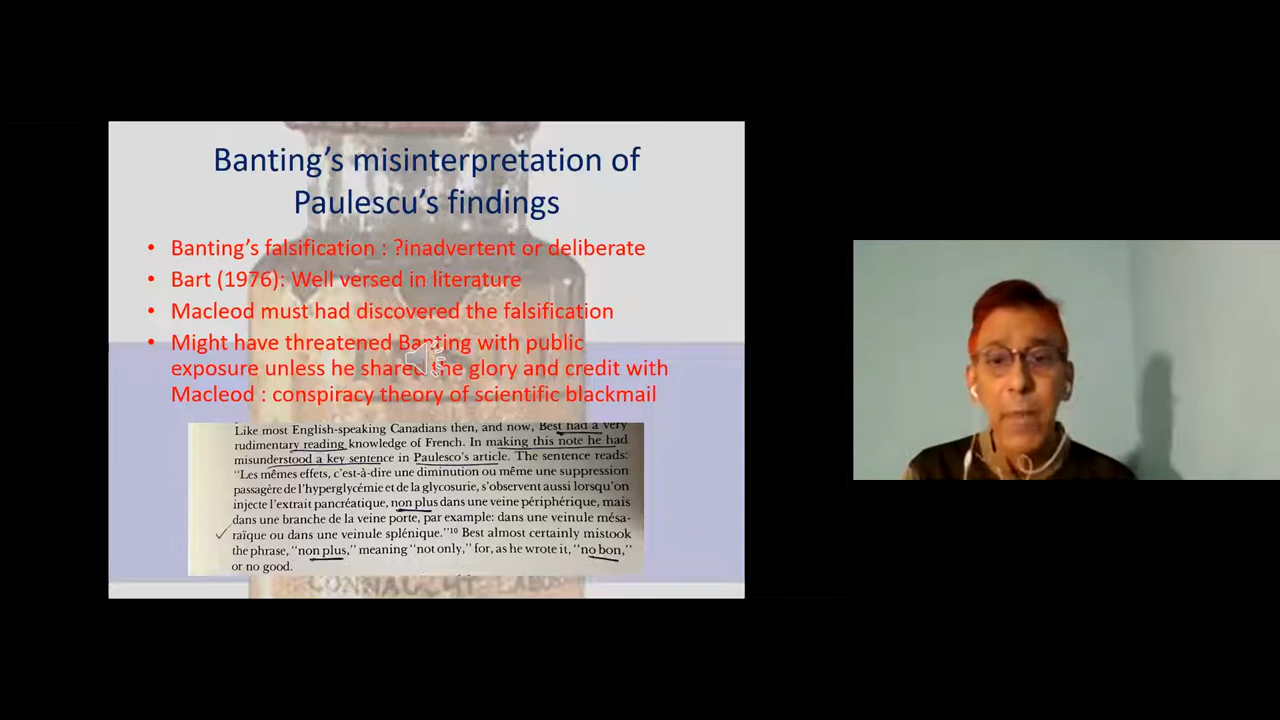 Banting’s misinterpretation of
Paulescu’s findings
• Banting’s falsification : ?inadvertent or deliberate
• Bart (1976): Well versed in literature
• Macleod must had discovered the falsification
• Might have threatened Banting with public
exposure unless he shared the glory and credit with
Macleod : conspiracy theory of scientific blackmail
Like most English-speaking Canadians then, and now, Best had a very
rudimentary reading knowledge of French. In making this note he had
misunderstood a key sentence in Paulesco's article. The sentence reads:
“Les mêmes effets, c'est-à-dire une diminution ou même une suppression
passagère de l'hyperglycémie et de la glycosurie, s'observent aussi lorsqu'on
injecte l'extrait pancréatique, non plus dans une veine périphérique, mais
dans une branche de la veine porte, par example: dans une veinule mésa-
raïque ou dans une veinule splénique.”10 Best almost certainly mistook
the phrase, “non plus,” meaning “not only,” for, as he wrote it, “no bon,”
or no good.
CONNAUGHT LABOR